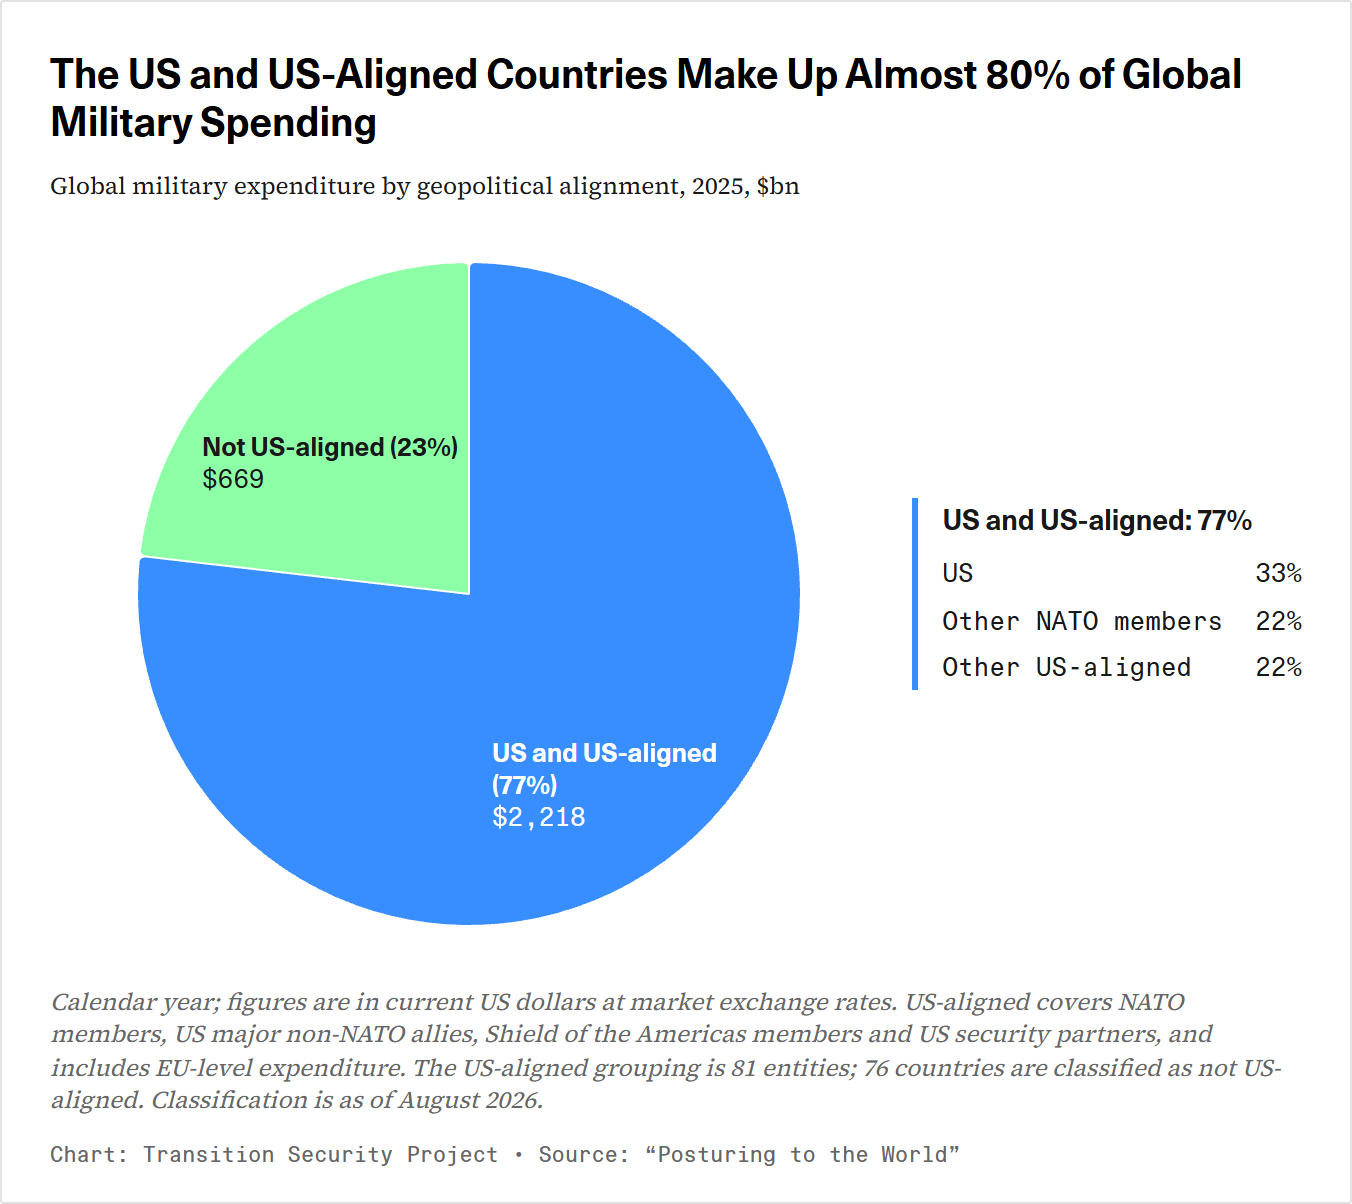 The US and US-Aligned Countries Make Up Almost 80% of Global
Military Spending
Global military expenditure by geopolitical alignment, 2025, $bn
Not US-aligned (23%)
$669
US and US-aligned
(77%)
$2,218
US and US-aligned: 77%
US 33%
Other NATO members 22%
Other US-aligned 22%
Calendar year; figures are in current US dollars at market exchange rates. US-aligned covers NATO
members, US major non-NATO allies, Shield of the Americas members and US security partners, and
includes EU-level expenditure. The US-aligned grouping is 81 entities; 76 countries are classified as not US-
aligned. Classification is as of August 2026.
Chart: Transition Security Project • Source: “Posturing to the World”